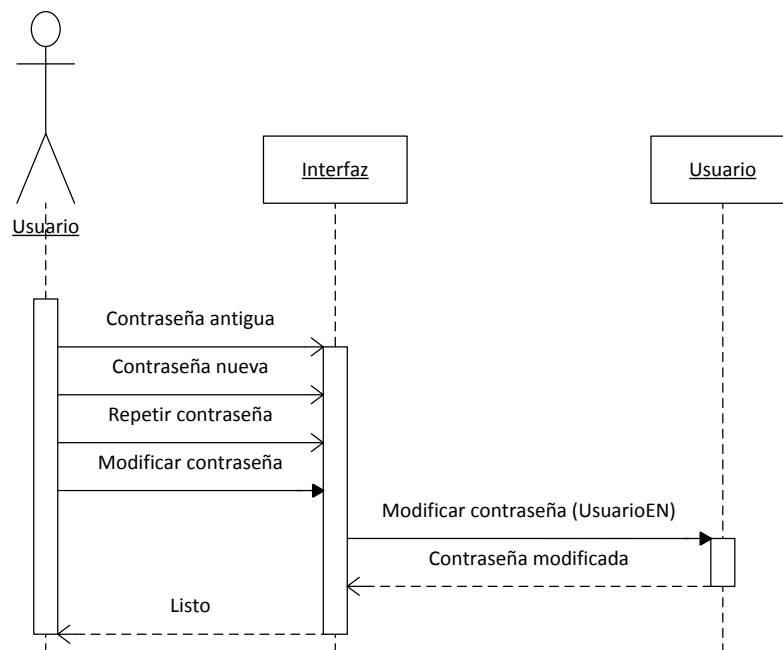 Interfaz
Usuario
Usuario
Contraseña antigua
Contraseña nueva
Repetir contraseña
Modificar contraseña
Modificar contraseña (UsuarioEN)
Contraseña modificada
Listo